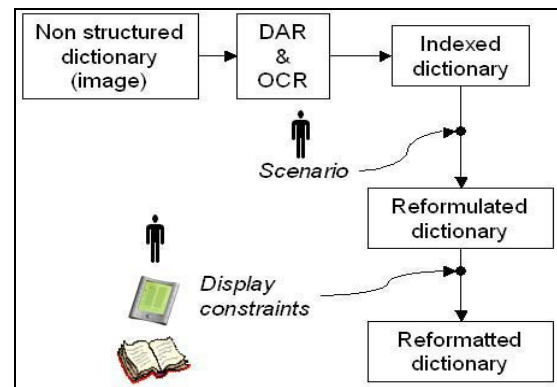 Non structured
dictionary
(image)
DAR
&
OCR
Indexed
dictionary
Scenario
Reformulated
dictionary
Display
constraints
Reformatted
dictionary